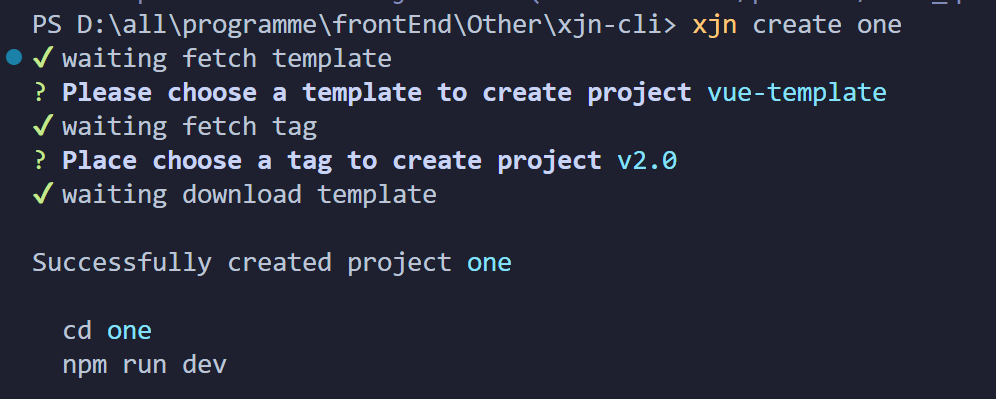 PS D:\all\programme\frontEnd\Other\xjn-cli> xjn create one
✔ waiting fetch template
? Please choose a template to create project vue-template
✔ waiting fetch tag
? Place choose a tag to create project v2.0
✔ waiting download template
Successfully created project one
cd one
npm run dev